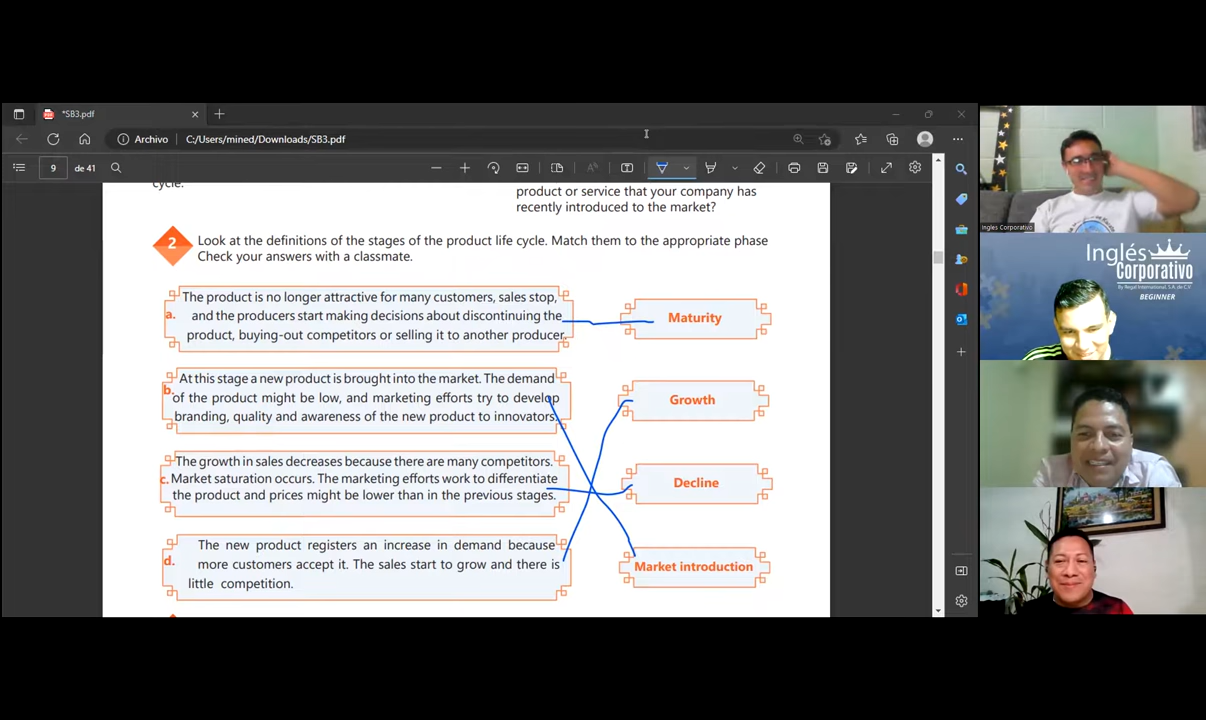 *SB3.pdf
Archivo
C:/Users/mined/Downloads/SB3.pdf
9
de 41
cycle.
product or service that your company has
recently introduced to the market?
2
Look at the definitions of the stages of the product life cycle. Match them to the appropriate phase
Check your answers with a classmate.
a.
The product is no longer attractive for many customers, sales stop,
and the producers start making decisions about discontinuing the
product, buying-out competitors or selling it to another producer.
Maturity
b.
At this stage a new product is brought into the market. The demand
of the product might be low, and marketing efforts try to develop
branding, quality and awareness of the new product to innovators.
Growth
c.
The growth in sales decreases because there are many competitors.
Market saturation occurs. The marketing efforts work to differentiate
the product and prices might be lower than in the previous stages.
Decline
d.
The new product registers an increase in demand because
more customers accept it. The sales start to grow and there is
little competition.
Market introduction
Ingles Corporativo
Inglés
Corporativo
By Regal International, S.A. de C.V.
BEGINNER